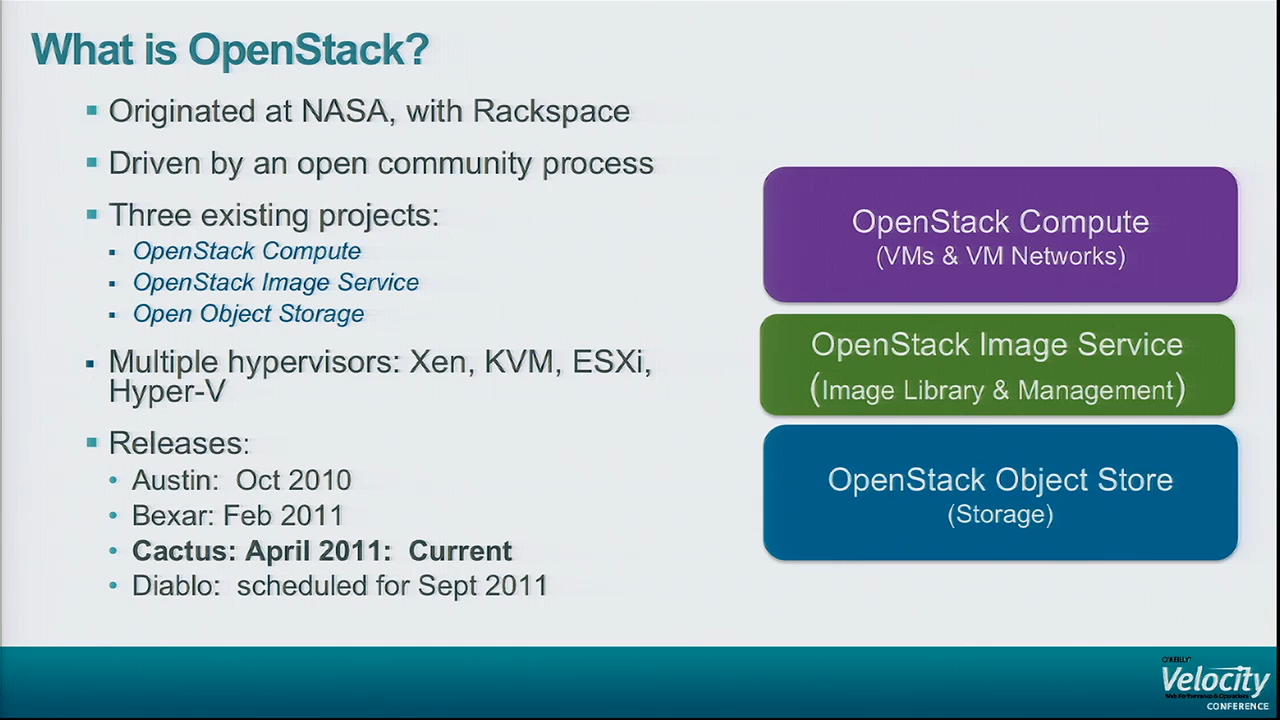 What is OpenStack?
Originated at NASA, with Rackspace
Driven by an open community process
Three existing projects:
OpenStack Compute
OpenStack Image Service
Open Object Storage
Multiple hypervisors: Xen, KVM, ESXi,
Hyper-V
Releases:
Austin: Oct 2010
Bexar: Feb 2011
Cactus: April 2011: Current
Diablo: scheduled for Sept 2011
OpenStack Compute
(VMs & VM Networks)
OpenStack Image Service
(Image Library & Management)
OpenStack Object Store
(Storage)
O'REILLY
Velocity
Web Performance & Operations
CONFERENCE